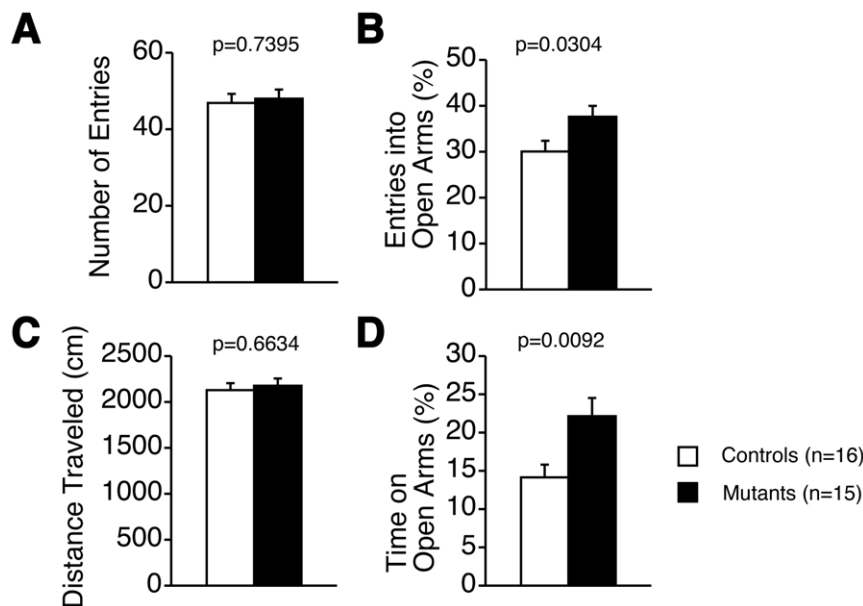 A
p=0.7395
Number of Entries
60
40
20
0
B
p=0.0304
Entries into
Open Arms (%)
50
40
30
20
10
0
C
p=0.6634
Distance Traveled (cm)
2500
2000
1500
1000
500
0
D
p=0.0092
Time on
Open Arms (%)
30
25
20
15
10
5
0
Controls (n=16)
Mutants (n=15)